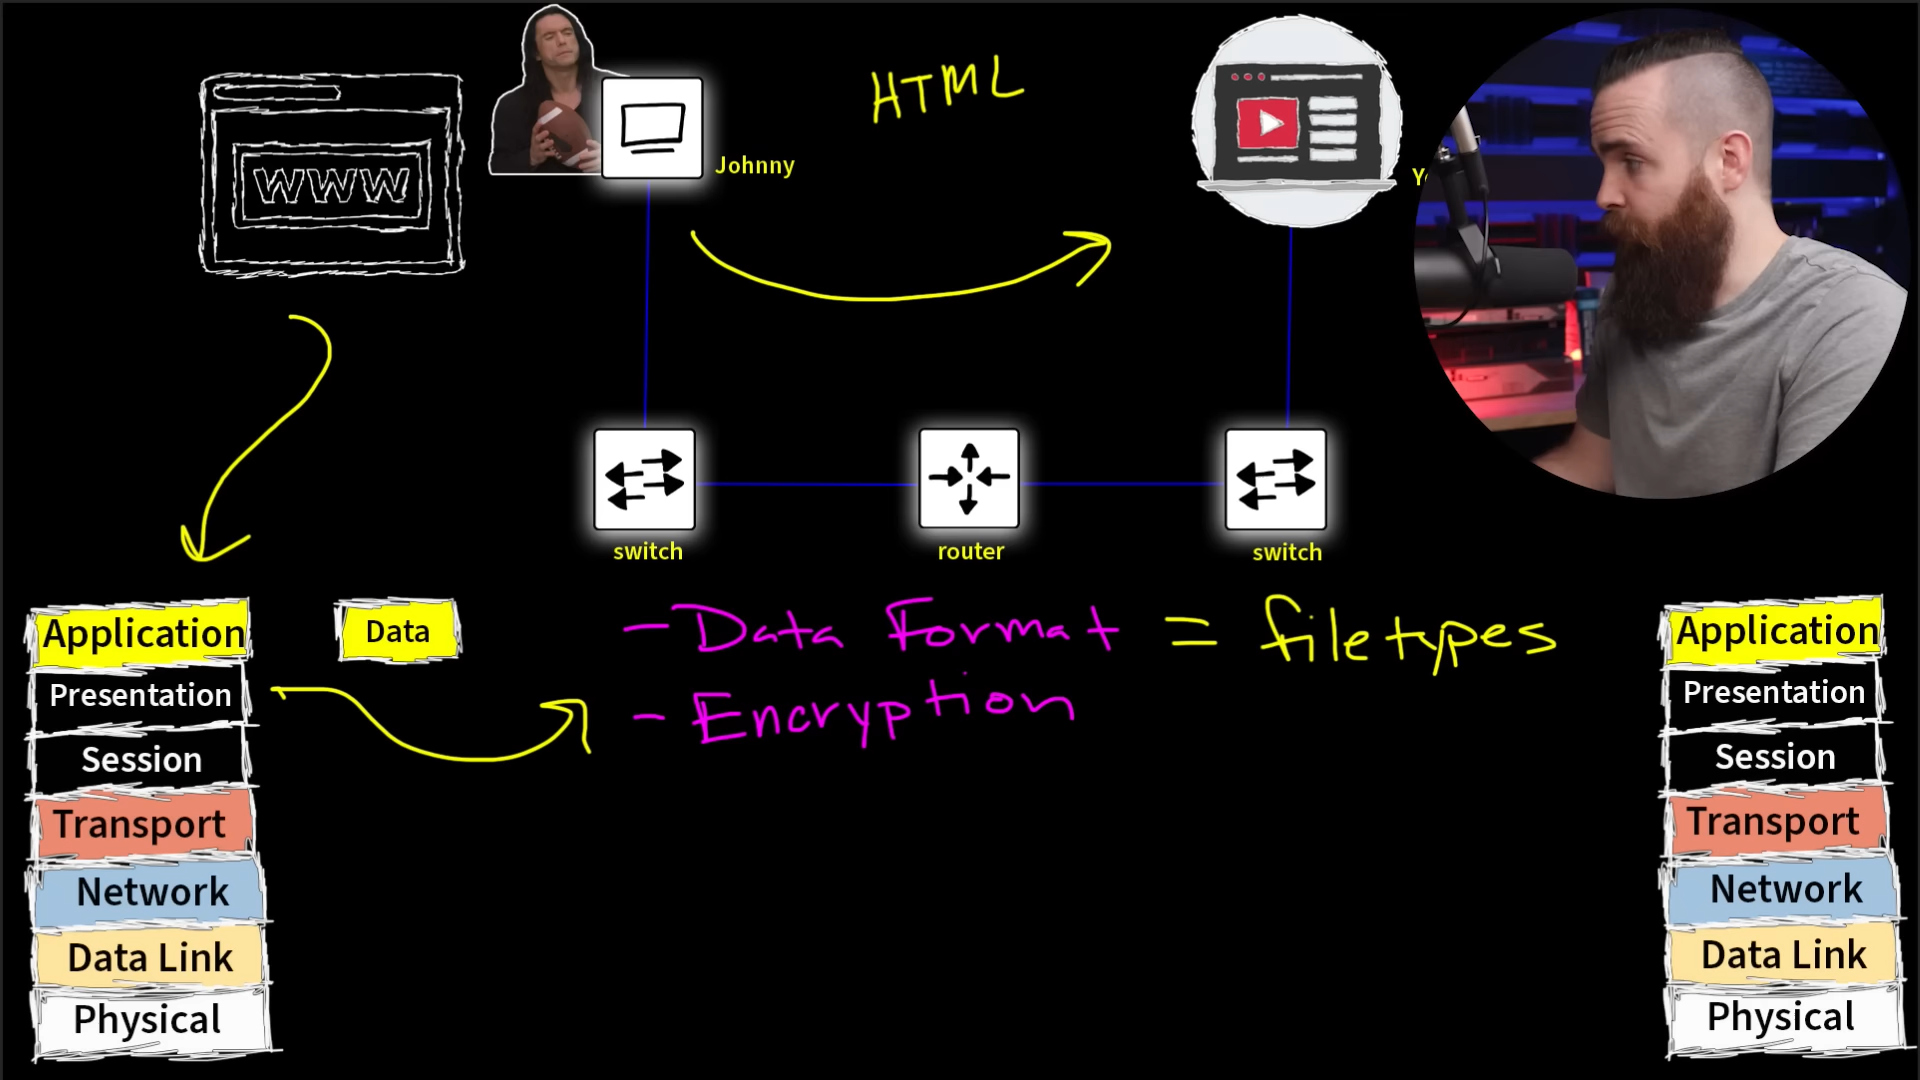 HTML
WWW
Johnny
switch
router
switch
Application
Presentation
Session
Transport
Network
Data Link
Physical
Data
- Data Format = filetypes
- Encryption
Application
Presentation
Session
Transport
Network
Data Link
Physical